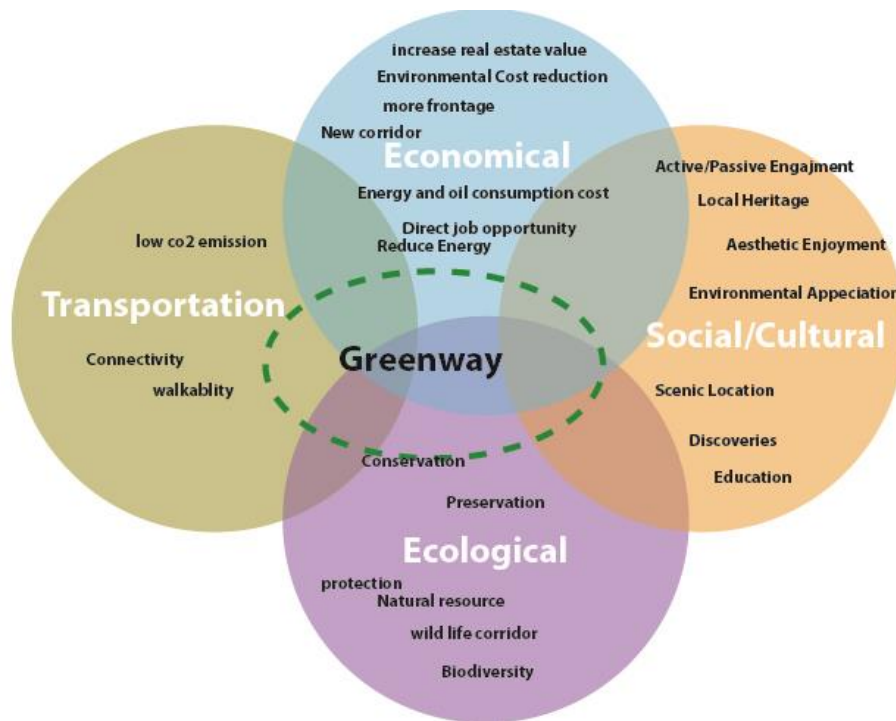 increase real estate value
Environmental Cost reduction
more frontage
New corridor
Economical
Energy and oil consumption cost
Direct job opportunity
Reduce Energy
low co2 emission
Transportation
Connectivity
walkablity
Greenway
Active/Passive Engajment
Local Heritage
Aesthetic Enjoyment
Environmental Appeciation
Social/Cultural
Scenic Location
Discoveries
Education
Conservation
Preservation
Ecological
protection
Natural resource
wild life corridor
Biodiversity